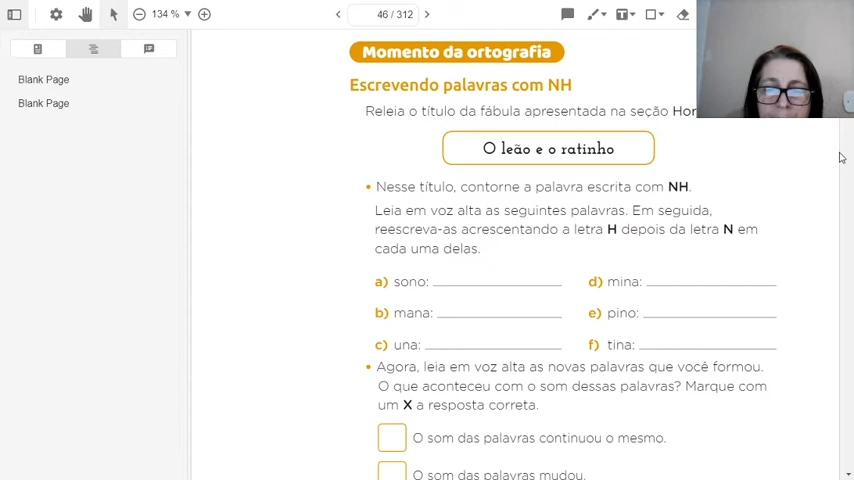 134 %
46 / 312
Blank Page
Blank Page
Momento da ortografia
Escrevendo palavras com NH
Releia o título da fábula apresentada na seção
O leão e o ratinho
• Nesse título, contorne a palavra escrita com NH.
Leia em voz alta as seguintes palavras. Em seguida,
reescreva-as acrescentando a letra H depois da letra N em
cada uma delas.
a) sono: d) mina:
b) mana: e) pino:
c) una: f) tina:
• Agora, leia em voz alta as novas palavras que você formou.
O que aconteceu com o som dessas palavras? Marque com
um X a resposta correta.
O som das palavras continuou o mesmo.
O som das palavras mudou.